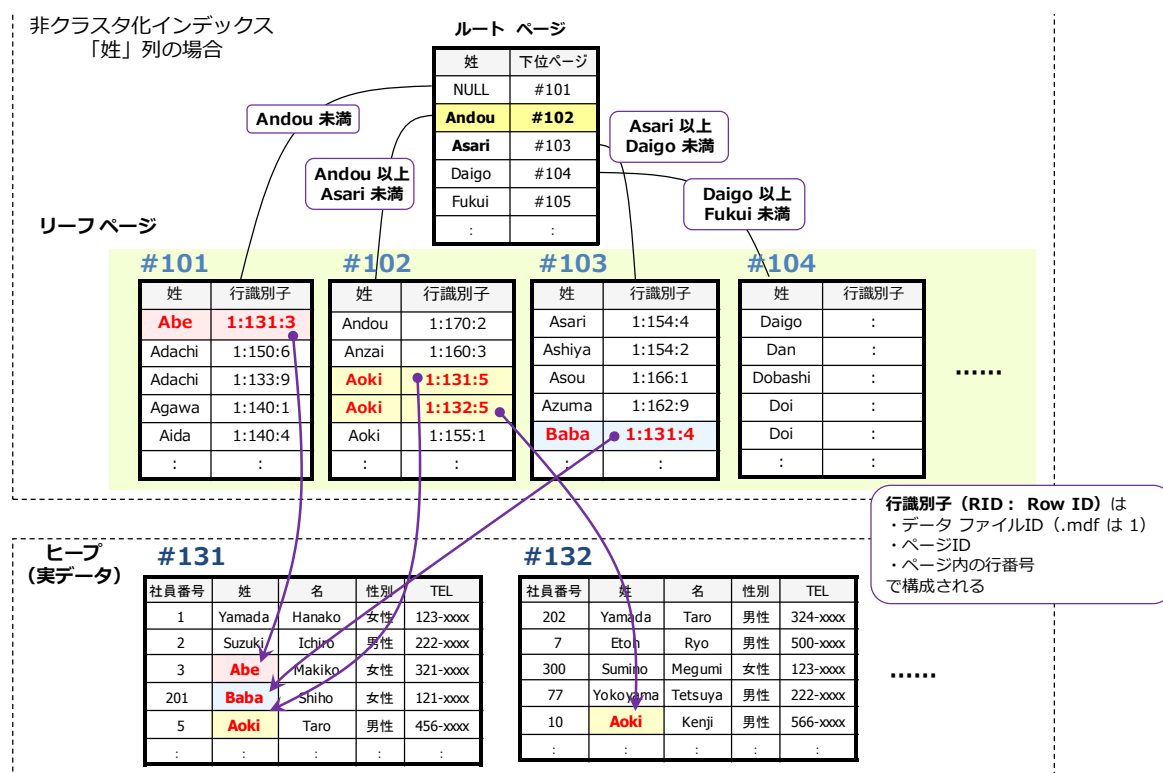 非クラスタ化インデックス
「姓」列の場合
ルート ページ
姓 下位ページ
NULL #101
Andou #102
Asari #103
Daigo #104
Fukui #105
: :
Andou 未満
Andou 以上
Asari 未満
Asari 以上
Daigo 未満
Daigo 以上
Fukui 未満
リーフ ページ
#101
姓 行識別子
Abe 1:131:3
Adachi 1:150:6
Adachi 1:133:9
Agawa 1:140:1
Aida 1:140:4
: :
#102
姓 行識別子
Andou 1:170:2
Anzai 1:160:3
Aoki 1:131:5
Aoki 1:132:5
Aoki 1:155:1
: :
#103
姓 行識別子
Asari 1:154:4
Ashiya 1:154:2
Asou 1:166:1
Azuma 1:162:9
Baba 1:131:4
: :
#104
姓 行識別子
Daigo :
Dan :
Dobashi :
Doi :
Doi :
: :
……
行識別子（RID： Row ID）は
・データ ファイルID（.mdf は 1）
・ページID
・ページ内の行番号
で構成される
ヒープ
（実データ）
#131
社員番号 姓 名 性別 TEL
1 Yamada Hanako 女性 123-xxxx
2 Suzuki Ichiro 男性 222-xxxx
3 Abe Makiko 女性 321-xxxx
201 Baba Shiho 女性 121-xxxx
5 Aoki Taro 男性 456-xxxx
: : : : :
#132
社員番号 姓 名 性別 TEL
202 Yamada Taro 男性 324-xxxx
7 Etoh Ryo 男性 500-xxxx
300 Sumino Megumi 女性 123-xxxx
77 Yokoyama Tetsuya 男性 222-xxxx
10 Aoki Kenji 男性 566-xxxx
: : : : :
……